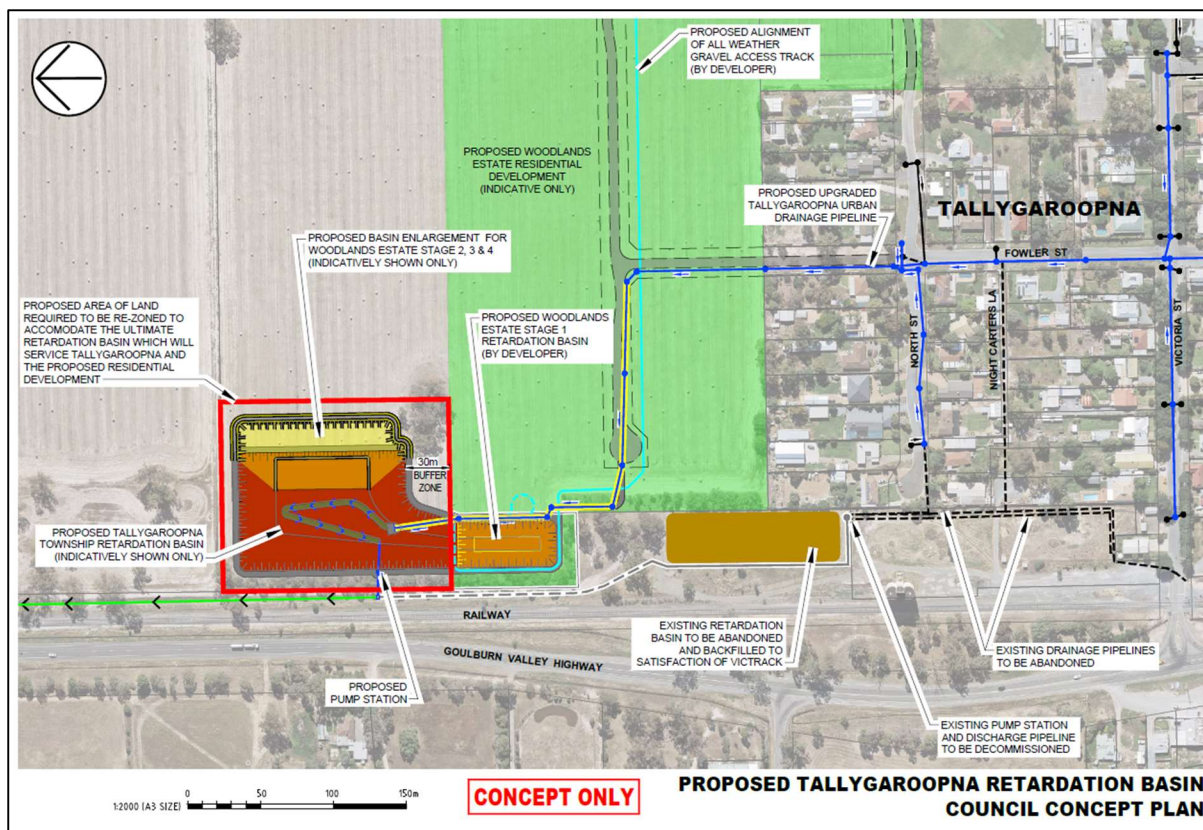 PROPOSED ALIGNMENT
OF ALL WEATHER
GRAVEL ACCESS TRACK
(BY DEVELOPER)
PROPOSED WOODLANDS
ESTATE RESIDENTIAL
DEVELOPMENT
(INDICATIVE ONLY)
PROPOSED UPGRADED
TALLYGAROOPNA URBAN
DRAINAGE PIPELINE
TALLYGAROOPNA
PROPOSED BASIN ENLARGEMENT FOR
WOODLANDS ESTATE STAGE 2, 3 & 4
(INDICATIVELY SHOWN ONLY)
FOWLER ST
PROPOSED AREA OF LAND
REQUIRED TO BE RE-ZONED TO
ACCOMODATE THE ULTIMATE
RETARDATION BASIN WHICH WILL
SERVICE TALLYGAROOPNA AND
THE PROPOSED RESIDENTIAL
DEVELOPMENT
PROPOSED WOODLANDS
ESTATE STAGE 1
RETARDATION BASIN
(BY DEVELOPER)
NORTH ST
NIGHT CARTERS LA
VICTORIA ST
30m
BUFFER
ZONE
PROPOSED TALLYGAROOPNA
TOWNSHIP RETARDATION BASIN
(INDICATIVELY SHOWN ONLY)
RAILWAY
GOULBURN VALLEY HIGHWAY
EXISTING RETARDATION
BASIN TO BE ABANDONED
AND BACKFILLED TO
SATISFACTION OF VICTRACK
EXISTING DRAINAGE PIPELINES
TO BE ABANDONED
PROPOSED
PUMP STATION
EXISTING PUMP STATION
AND DISCHARGE PIPELINE
TO BE DECOMMISSIONED
1:2000 (A3 SIZE)
0 50 100 150m
CONCEPT ONLY
PROPOSED TALLYGAROOPNA RETARDATION BASIN
COUNCIL CONCEPT PLAN